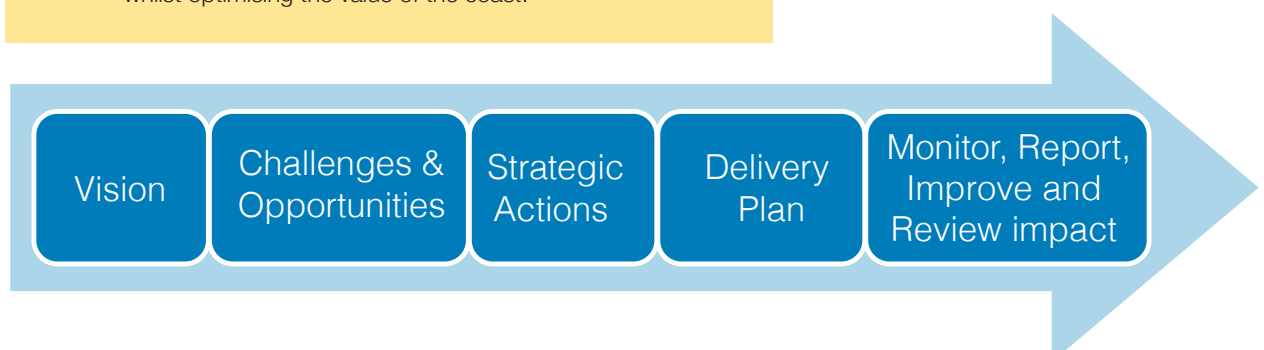 whilst optimising the value of the coast.
Vision
Challenges &
Opportunities
Strategic
Actions
Delivery
Plan
Monitor, Report,
Improve and
Review impact